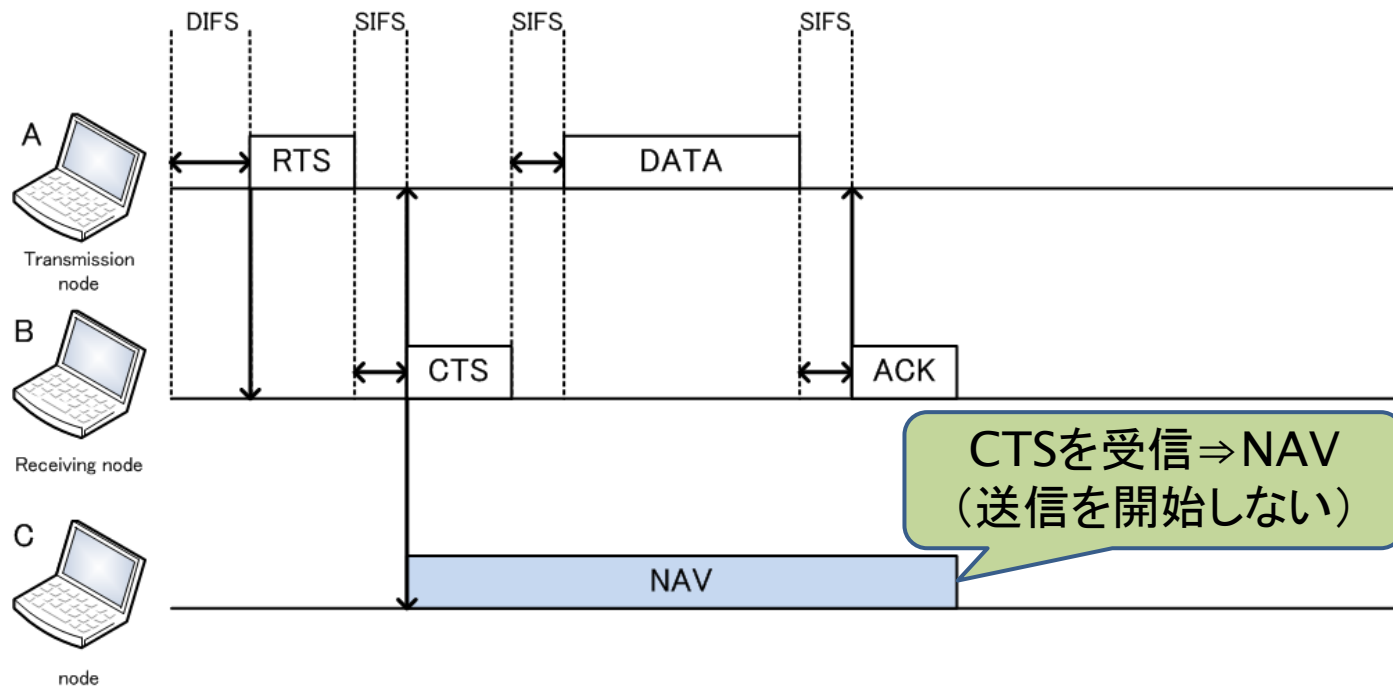 DIFS
SIFS
SIFS
SIFS
A
RTS
DATA
Transmission
node
B
CTS
ACK
Receiving node
CTSを受信⇒NAV
（送信を開始しない）
C
NAV
node